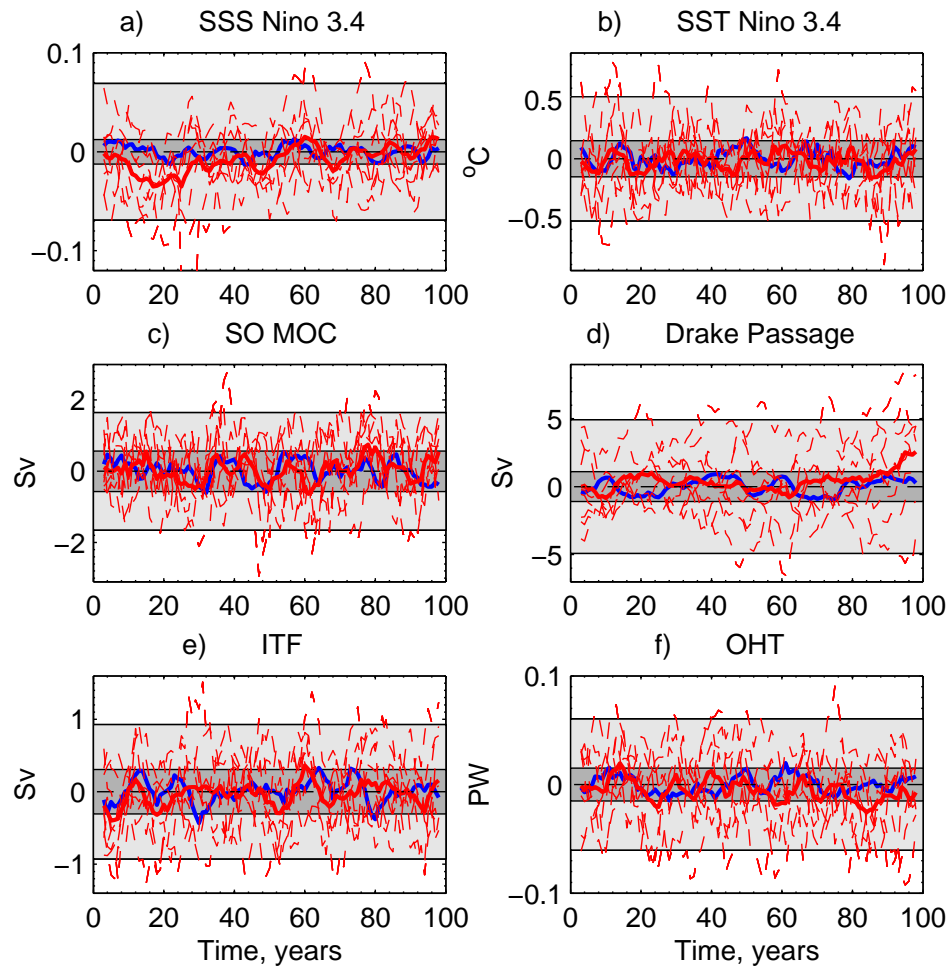 a) SSS Nino 3.4
b) SST Nino 3.4
0.1
0
−0.1
0 20 40 60 80 100
oC
0.5
0
−0.5
0 20 40 60 80 100
c) SO MOC
d) Drake Passage
Sv
2
0
−2
0 20 40 60 80 100
Sv
5
0
−5
0 20 40 60 80 100
e) ITF
f) OHT
Sv
1
0
−1
0 20 40 60 80 100
Time, years
PW
0.1
0
−0.1
0 20 40 60 80 100
Time, years